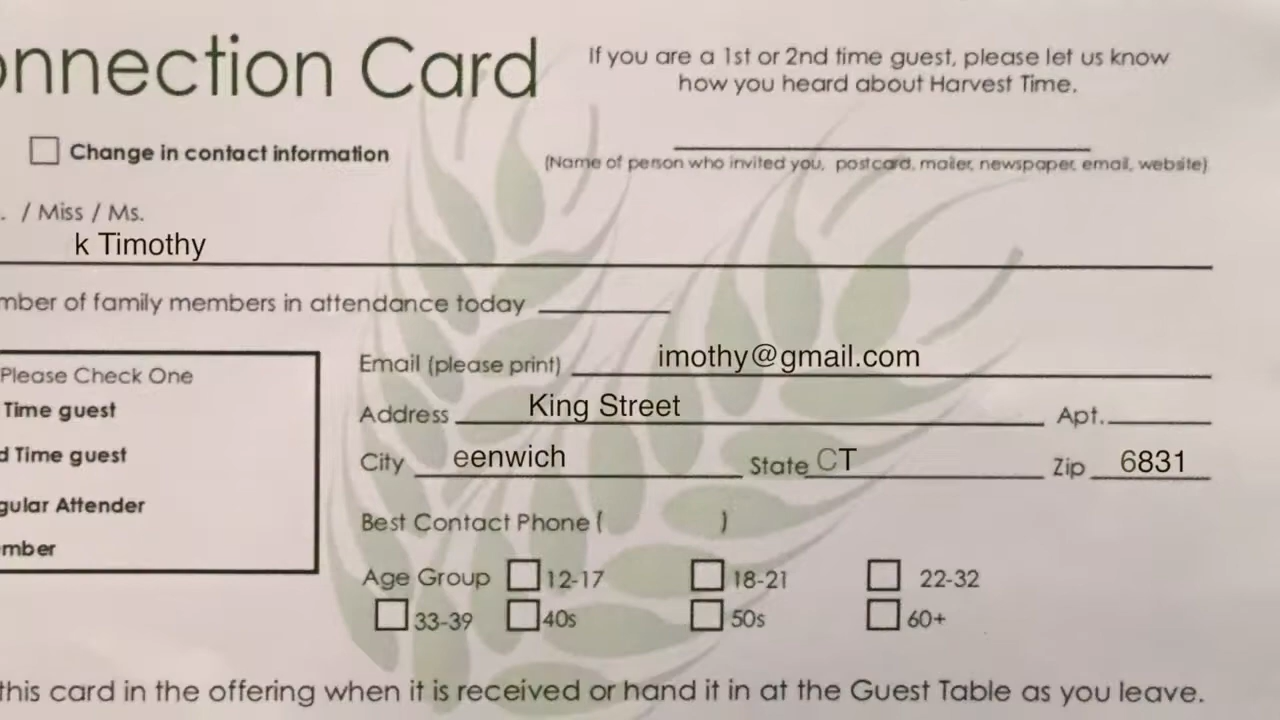 onnection Card
If you are a 1st or 2nd time guest, please let us know
how you heard about Harvest Time.
Change in contact information
(Name of person who invited you, postcard, mailer, newspaper, email, website)
. / Miss / Ms.
k Timothy
mber of family members in attendance today
Please Check One
Time guest
d Time guest
gular Attender
mber
Email (please print) imothy@gmail.com
Address King Street Apt.
City eenwich State CT Zip 6831
Best Contact Phone ( )
Age Group 12-17 18-21 22-32
33-39 40s 50s 60+
this card in the offering when it is received or hand it in at the Guest Table as you leave.